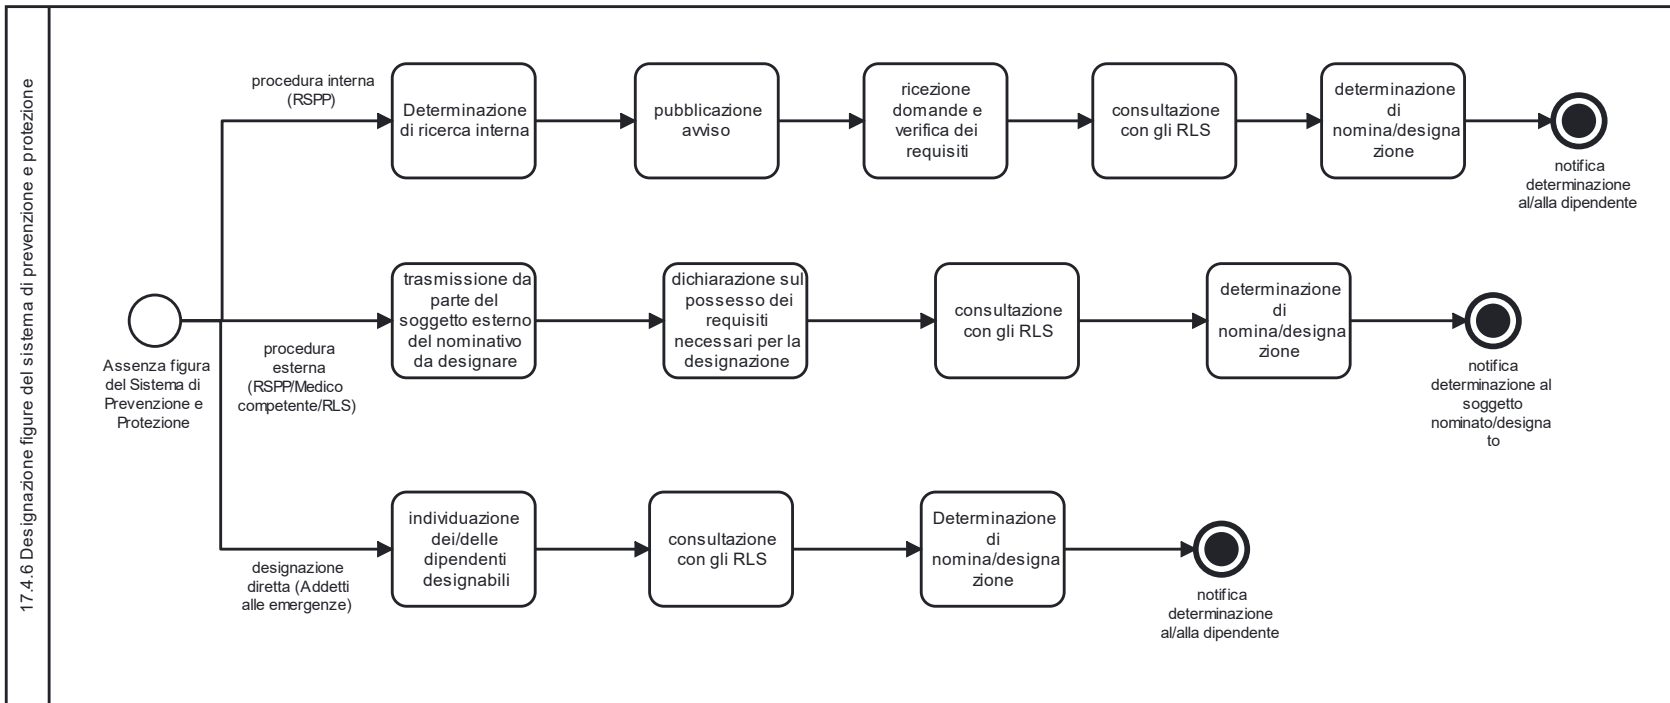 17.4.6 Designazione figure del sistema di prevenzione e protezione
procedura interna
(RSPP)
Determinazione
di ricerca interna
pubblicazione
avviso
ricezione
domande e
verifica dei
requisiti
consultazione
con gli RLS
determinazione
di
nomina/designa
zione
notifica
determinazione
al/alla dipendente
Assenza figura
del Sistema di
Prevenzione e
Protezione
procedura
esterna
(RSPP/Medico
competente/RLS)
trasmissione da
parte del
soggetto esterno
del nominativo
da designare
dichiarazione sul
possesso dei
requisiti
necessari per la
designazione
consultazione
con gli RLS
determinazione
di
nomina/designa
zione
notifica
determinazione al
soggetto
nominato/designa
to
designazione
diretta (Addetti
alle emergenze)
individuazione
dei/delle
dipendenti
designabili
consultazione
con gli RLS
Determinazione
di
nomina/designa
zione
notifica
determinazione
al/alla dipendente